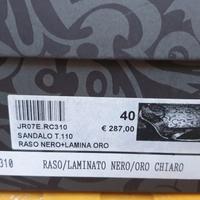 JR07E.RC310
SANDALO T.110
RASO NERO+LAMINA ORO
40
€ 287,00
310 RASO/LAMINATO NERO/ORO CHIARO